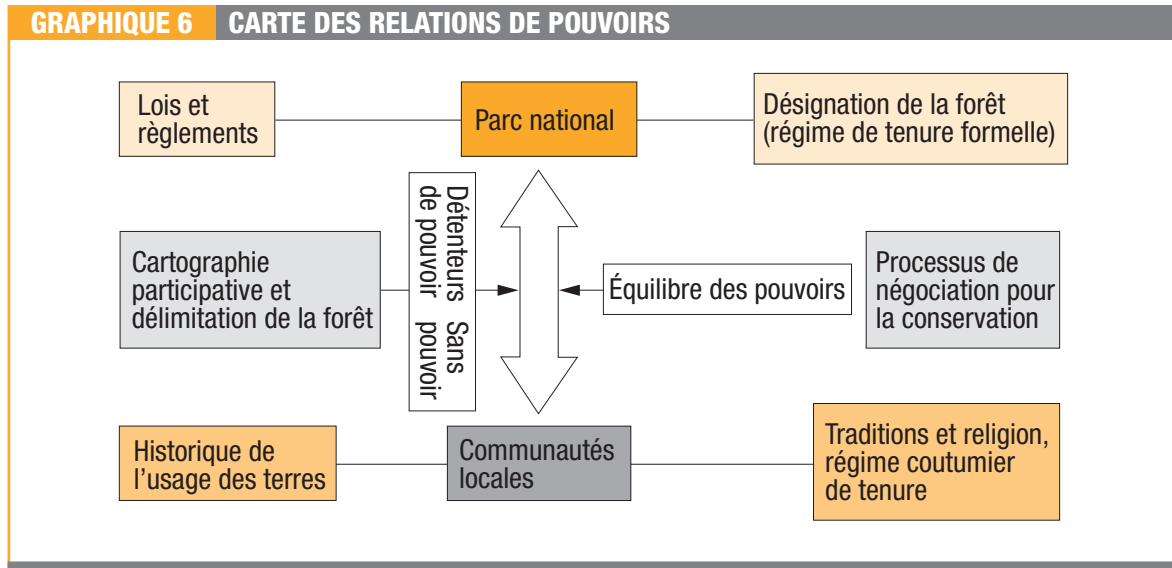 GRAPHIQUE 6 CARTE DES RELATIONS DE POUVOIRS
Lois et
règlements
Parc national
Désignation de la forêt
(régime de tenure formelle)
Cartographie
participative et
délimitation de la forêt
Détenteurs
de pouvoir
Sans
pouvoir
Équilibre des pouvoirs
Processus de
négociation pour
la conservation
Historique de
l’usage des terres
Communautés
locales
Traditions et religion,
régime coutumier
de tenure